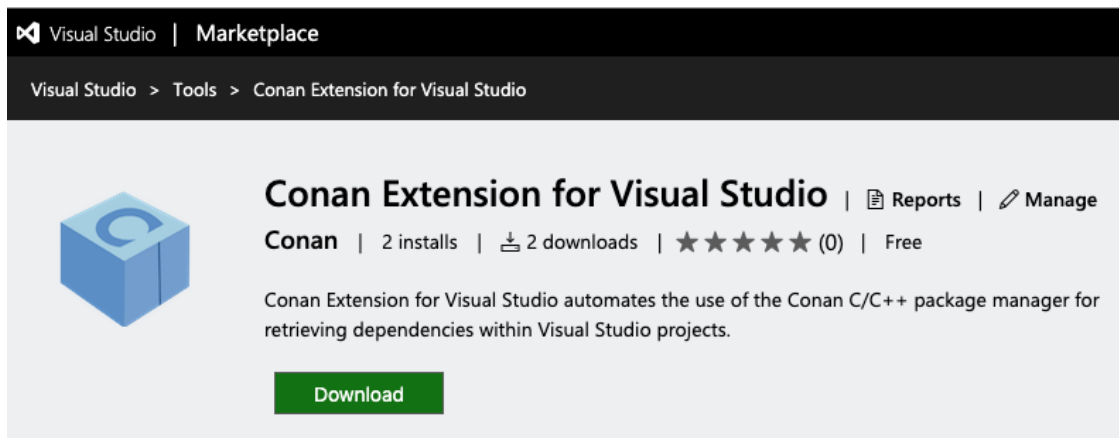 Visual Studio | Marketplace
Visual Studio > Tools > Conan Extension for Visual Studio
Conan Extension for Visual Studio | Reports | Manage
Conan | 2 installs | 2 downloads | (0) | Free
Conan Extension for Visual Studio automates the use of the Conan C/C++ package manager for
retrieving dependencies within Visual Studio projects.
Download